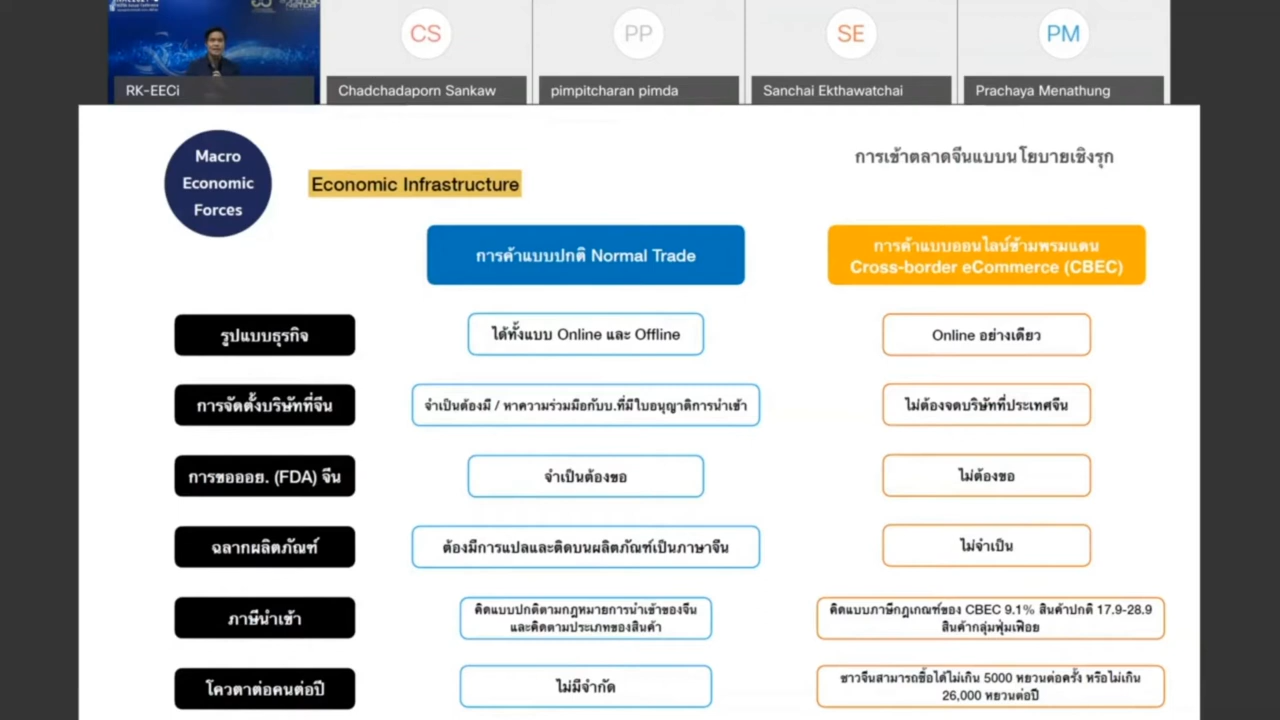 RK-EECi
CS
Chadchadaporn Sankaw
PP
pimpitcharan pimda
SE
Sanchai Ekthawatchai
PM
Prachaya Menathung
Macro
Economic
Forces
Economic Infrastructure
การเข้าตลาดจีนแบบนโยบายเชิงรุก
การค้าแบบปกติ Normal Trade
การค้าแบบออนไลน์ข้ามพรมแดน
Cross-border eCommerce (CBEC)
รูปแบบธุรกิจ
ได้ทั้งแบบ Online และ Offline
Online อย่างเดียว
การจัดตั้งบริษัทที่จีน
จำเป็นต้องมี / หาความร่วมมือกับบ.ที่มีใบอนุญาติการนำเข้า
ไม่ต้องจดบริษัทที่ประเทศจีน
การขอออย. (FDA) จีน
จำเป็นต้องขอ
ไม่ต้องขอ
ฉลากผลิตภัณฑ์
ต้องมีการแปลและติดบนผลิตภัณฑ์เป็นภาษาจีน
ไม่จำเป็น
ภาษีนำเข้า
คิดแบบปกติตามกฎหมายการนำเข้าของจีน
และคิดตามประเภทของสินค้า
คิดแบบภาษีกฎเกณฑ์ของ CBEC 9.1% สินค้าปกติ 17.9-28.9
สินค้ากลุ่มฟุ่มเฟือย
โควตาต่อคนต่อปี
ไม่มีจำกัด
ชาวจีนสามารถซื้อได้ไม่เกิน 5000 หยวนต่อครั้ง หรือไม่เกิน
26,000 หยวนต่อปี